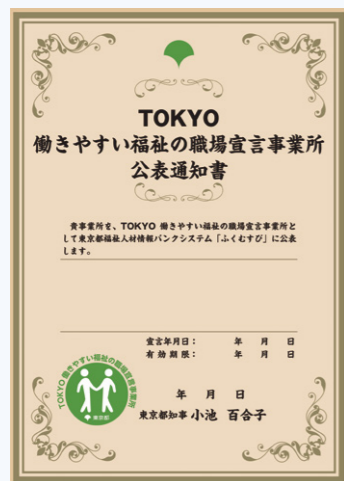 TOKYO
働きやすい福祉の職場宣言事業所
公表通知書
貴事業所を、TOKYO 働きやすい福祉の職場宣言事業所と
して東京都福祉人材情報バンクシステム「ふくむすび」に公表
します。
宣言年月日： 年 月 日
有効期限： 年 月 日
TOKYO働きやすい福祉の職場宣言事業所
東京都
年 月 日
東京都知事 小池 百合子